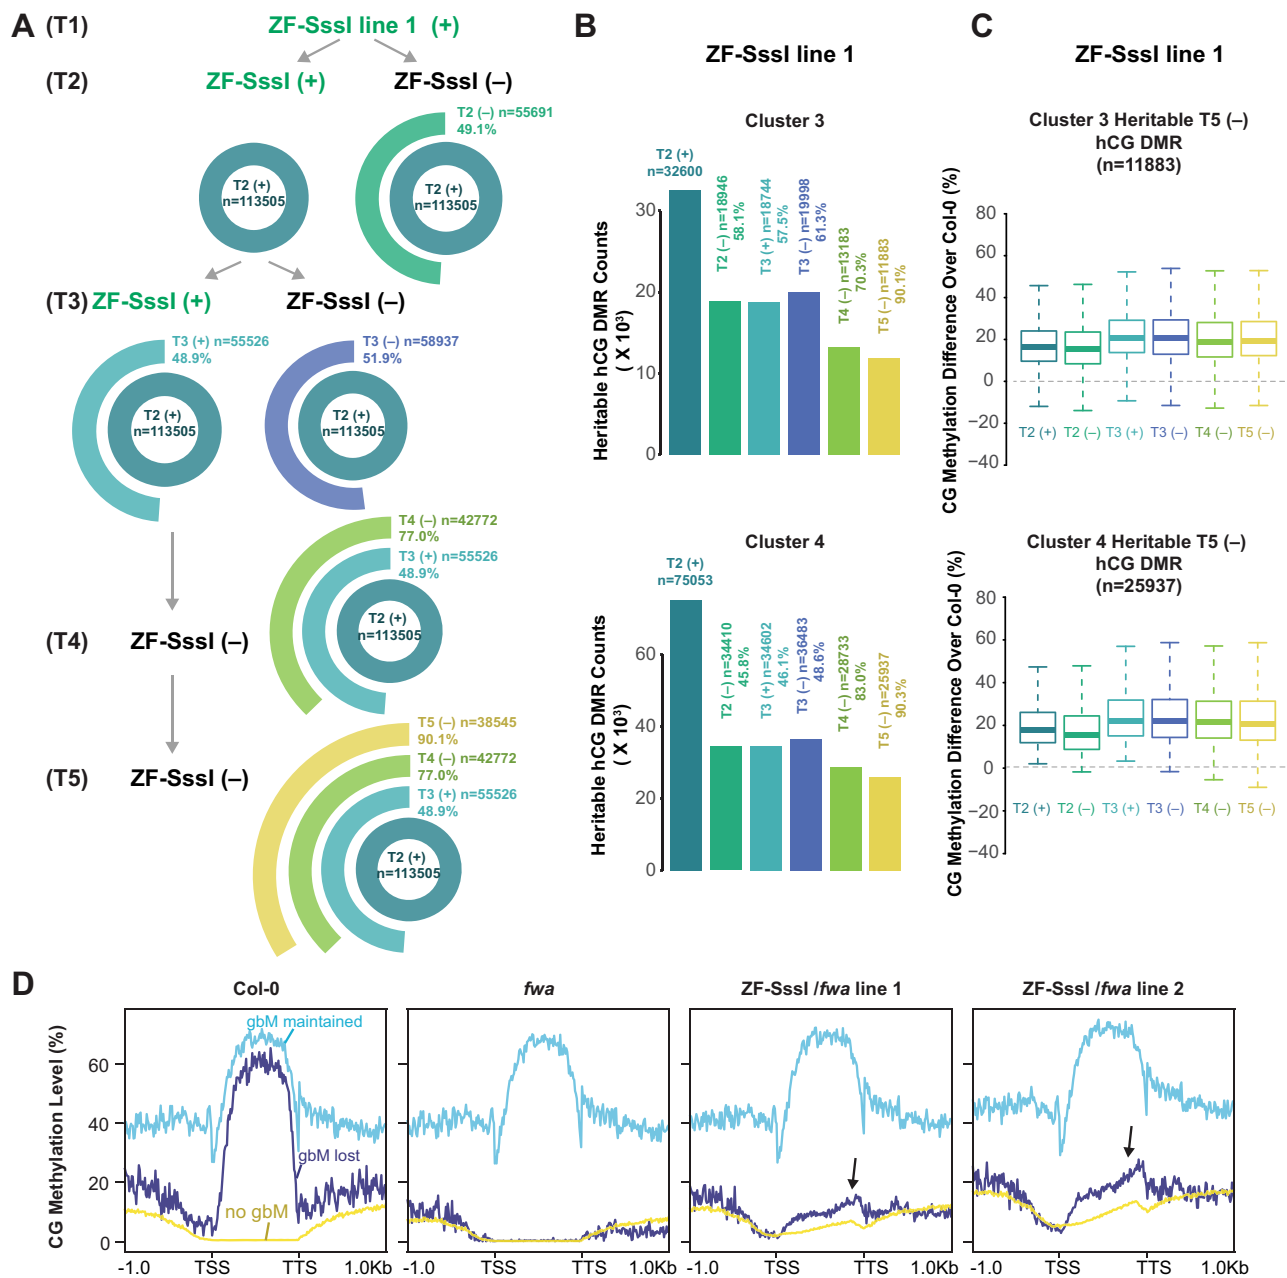 A
(T1)
ZF-SssI line 1 (+)
(T2)
ZF-SssI (+)
ZF-SssI (–)
T2 (–) n=55691
49.1%
T2 (+)
n=113505
T2 (+)
n=113505
(T3)
ZF-SssI (+)
ZF-SssI (–)
T3 (+) n=55526
48.9%
T2 (+)
n=113505
T3 (–) n=58937
51.9%
T2 (+)
n=113505
T4 (–) n=42772
77.0%
T3 (+) n=55526
48.9%
T2 (+)
n=113505
(T4)
ZF-SssI (–)
T5 (–) n=38545
90.1%
T4 (–) n=42772
77.0%
T3 (+) n=55526
48.9%
T2 (+)
n=113505
(T5)
ZF-SssI (–)
B
ZF-SssI line 1
Cluster 3
Heritable hCG DMR Counts
( X 10³)
30
20
10
0
T2 (+)
n=32600
T2 (–) n=18946
58.1%
T3 (+) n=18744
57.5%
T3 (–) n=19998
61.3%
T4 (–) n=13183
70.3%
T5 (–) n=11883
90.1%
Cluster 4
Heritable hCG DMR Counts
( X 10³)
60
40
20
0
T2 (+)
n=75053
T2 (–) n=34410
45.8%
T3 (+) n=34602
46.1%
T3 (–) n=36483
48.6%
T4 (–) n=28733
83.0%
T5 (–) n=25937
90.3%
C
ZF-SssI line 1
Cluster 3 Heritable T5 (–)
hCG DMR
(n=11883)
CG Methylation Difference Over Col-0 (%)
80
60
40
20
0
−20
−40
T2 (+)
T2 (–)
T3 (+)
T3 (–)
T4 (–)
T5 (–)
Cluster 4 Heritable T5 (–)
hCG DMR
(n=25937)
CG Methylation Difference Over Col-0 (%)
80
60
40
20
0
−20
−40
T2 (+)
T2 (–)
T3 (+)
T3 (–)
T4 (–)
T5 (–)
D
CG Methylation Level (%)
60
40
20
0
Col-0
gbM maintained
gbM lost
no gbM
-1.0 TSS TTS 1.0Kb
fwa
-1.0 TSS TTS 1.0Kb
ZF-SssI /fwa line 1
-1.0 TSS TTS 1.0Kb
ZF-SssI /fwa line 2
-1.0 TSS TTS 1.0Kb